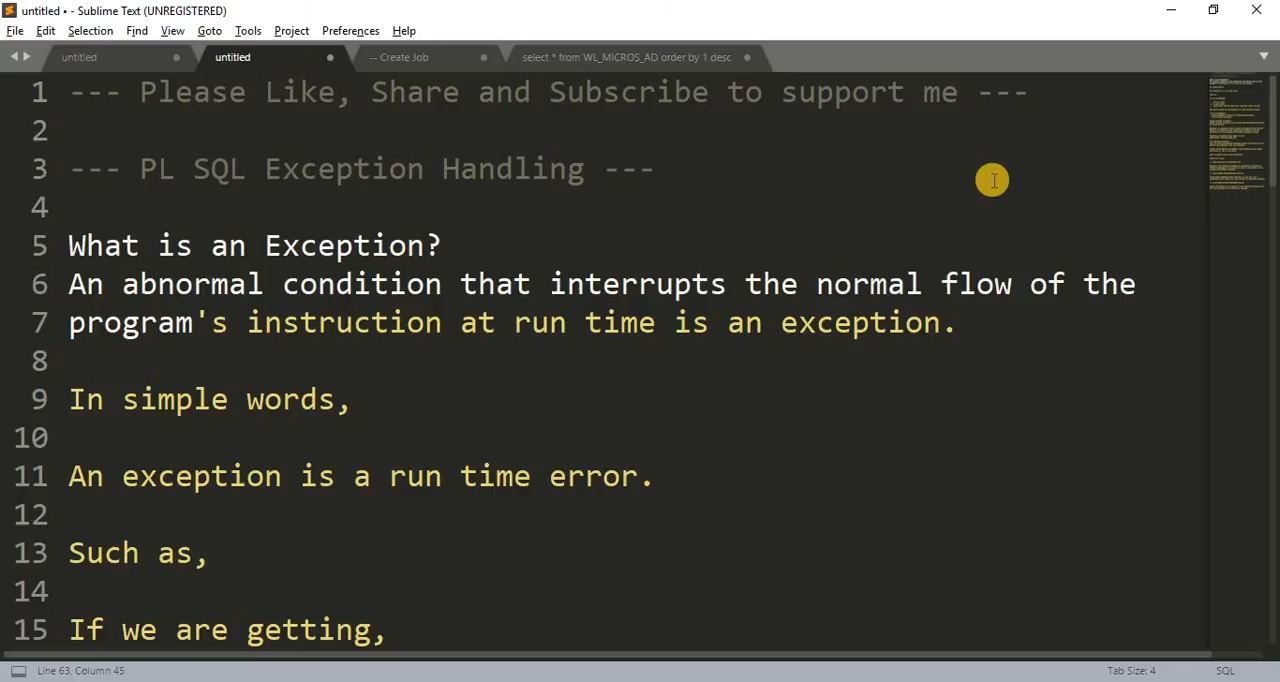 untitled • - Sublime Text (UNREGISTERED)
File Edit Selection Find View Goto Tools Project Preferences Help
untitled untitled -- Create Job select * from WL_MICROS_AD order by 1 desc
1 --- Please Like, Share and Subscribe to support me ---
2
3 --- PL SQL Exception Handling ---
4
5 What is an Exception?
6 An abnormal condition that interrupts the normal flow of the
7 program's instruction at run time is an exception.
8
9 In simple words,
10
11 An exception is a run time error.
12
13 Such as,
14
15 If we are getting,
Line 63, Column 45 Tab Size: 4 SQL